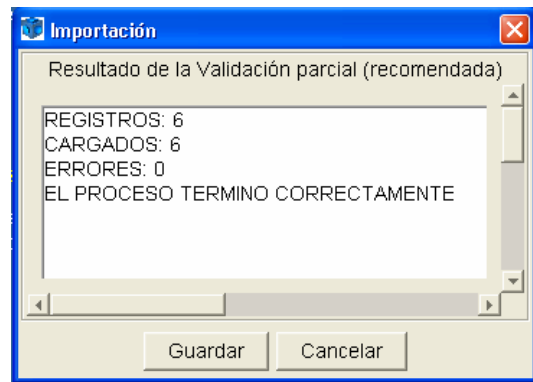 Importación
Resultado de la Validación parcial (recomendada)
REGISTROS: 6
CARGADOS: 6
ERRORES: 0
EL PROCESO TERMINO CORRECTAMENTE
Guardar
Cancelar